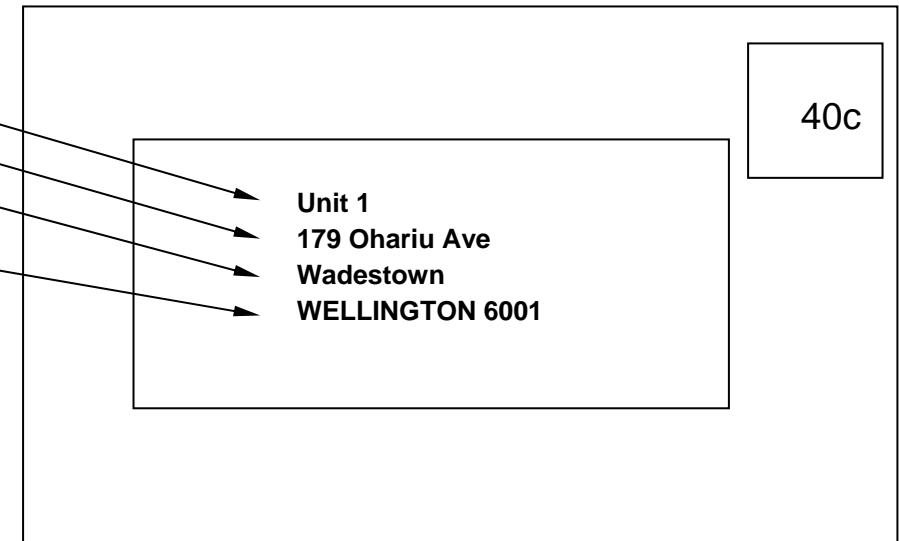 40c
Unit 1
179 Ohariu Ave
Wadestown
WELLINGTON 6001